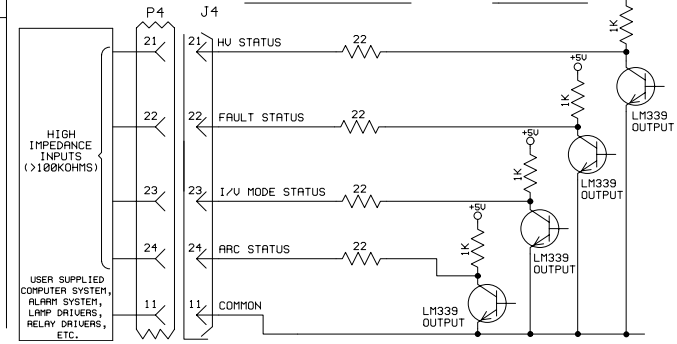 P4 J4
1K
21 21 HV STATUS 22
+5V
1K
LM339
OUTPUT
22 22 FAULT STATUS 22
HIGH
IMPEDANCE
INPUTS
(>100KOHMS)
+5V
1K
LM339
OUTPUT
23 23 I/V MODE STATUS 22
+5V
1K
LM339
OUTPUT
24 24 ARC STATUS 22
USER SUPPLIED
COMPUTER SYSTEM,
ALARM SYSTEM,
LAMP DRIVERS,
RELAY DRIVERS,
ETC.
11 11 COMMON
LM339
OUTPUT